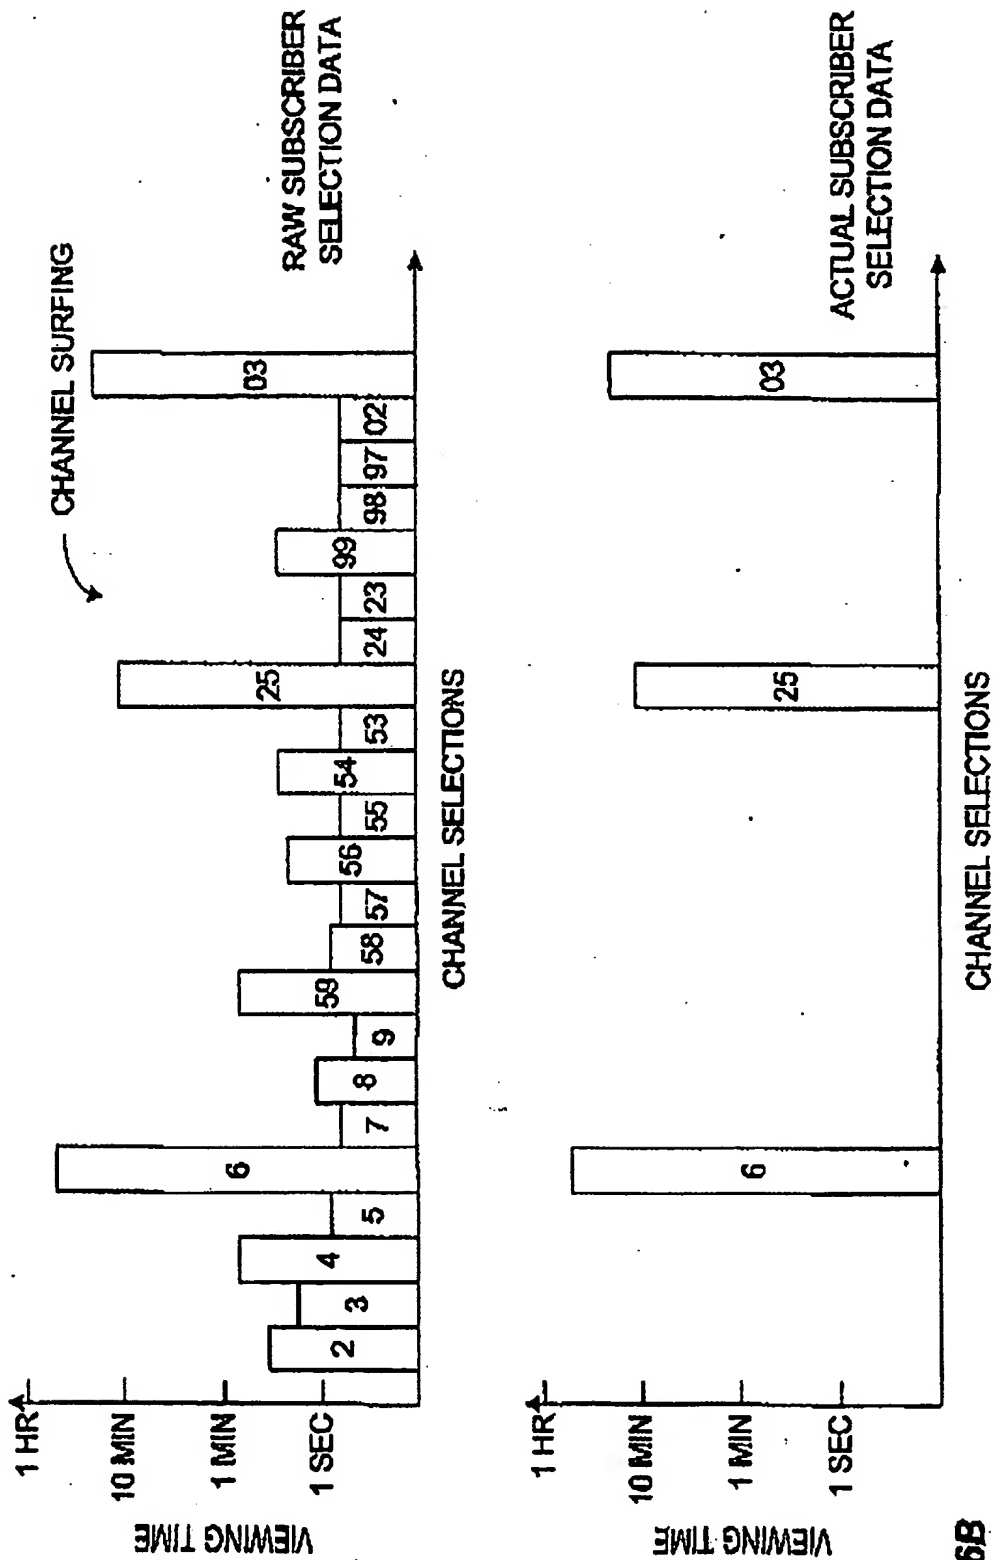 CHANNEL SURFING
VIEWING TIME
1 HR
10 MIN
1 MIN
1 SEC
2
3
4
5
6
7
8
9
59
58
57
56
55
54
53
25
24
23
99
98
97
02
03
RAW SUBSCRIBER
SELECTION DATA
CHANNEL SELECTIONS
VIEWING TIME
1 HR
10 MIN
1 MIN
1 SEC
6
25
03
ACTUAL SUBSCRIBER
SELECTION DATA
CHANNEL SELECTIONS
6B